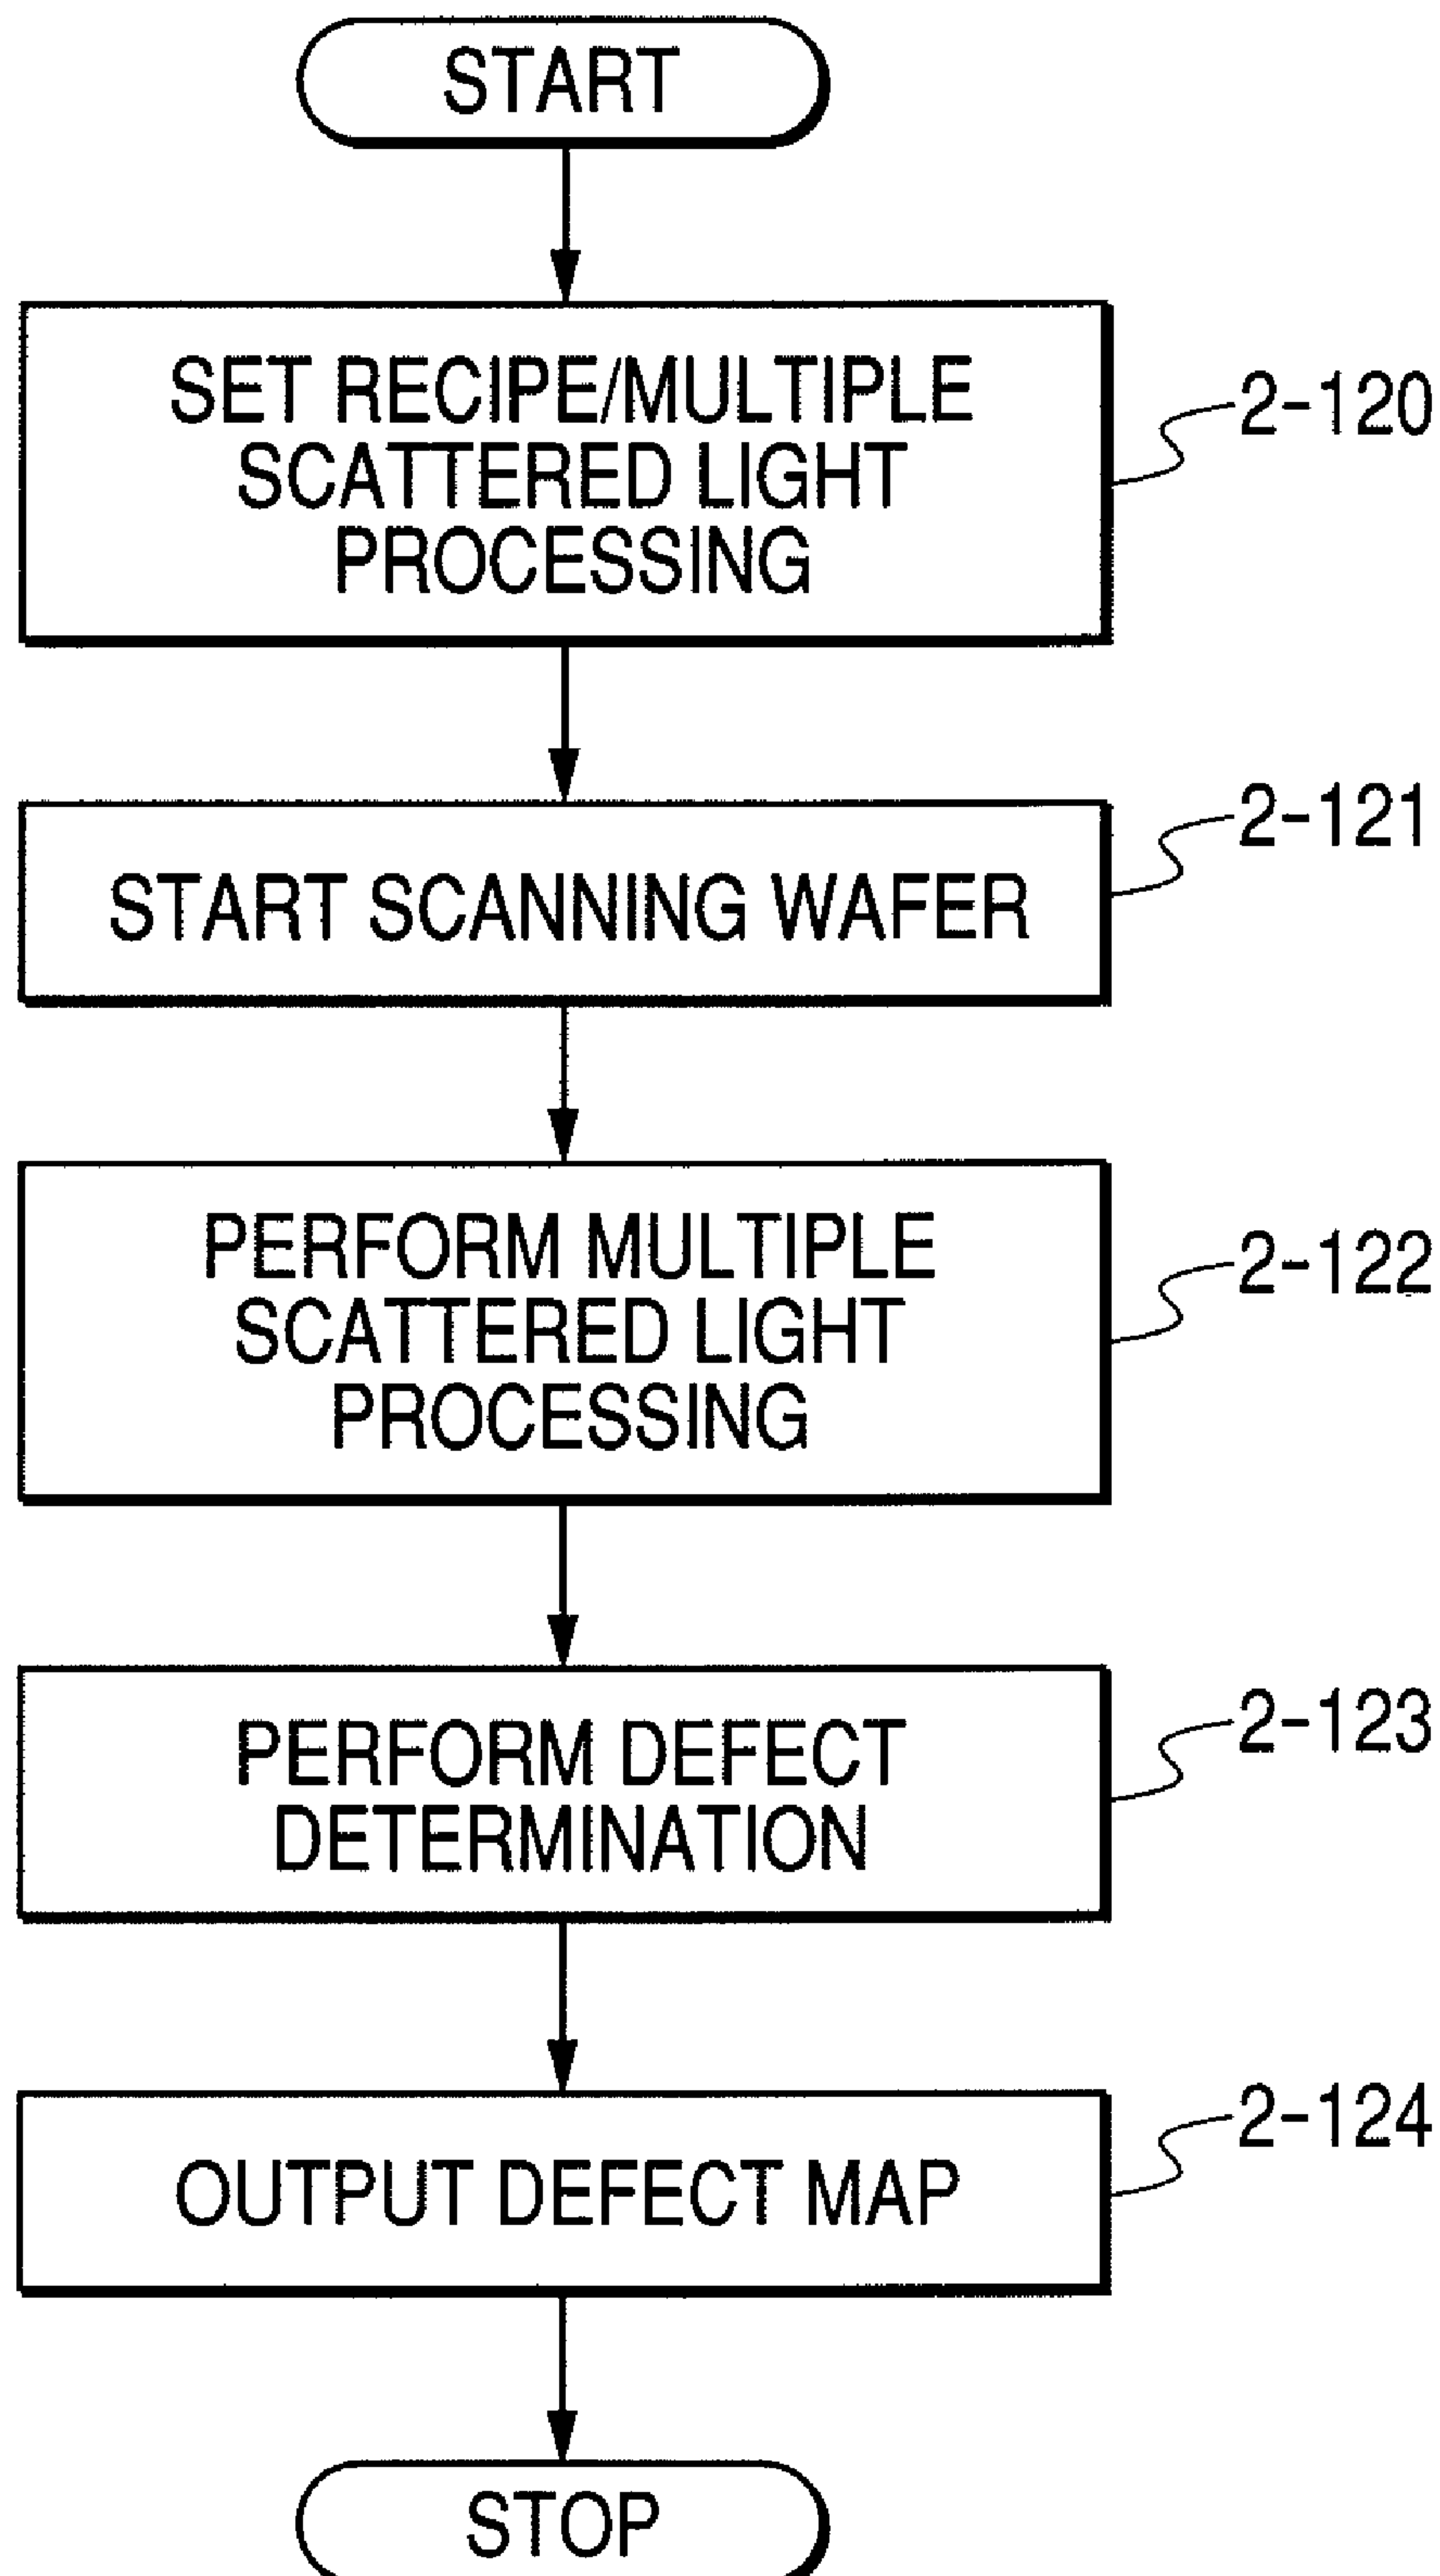 START
SET RECIPE/MULTIPLE
SCATTERED LIGHT
PROCESSING
2-120
START SCANNING WAFER
2-121
PERFORM MULTIPLE
SCATTERED LIGHT
PROCESSING
2-122
PERFORM DEFECT
DETERMINATION
2-123
OUTPUT DEFECT MAP
2-124
STOP